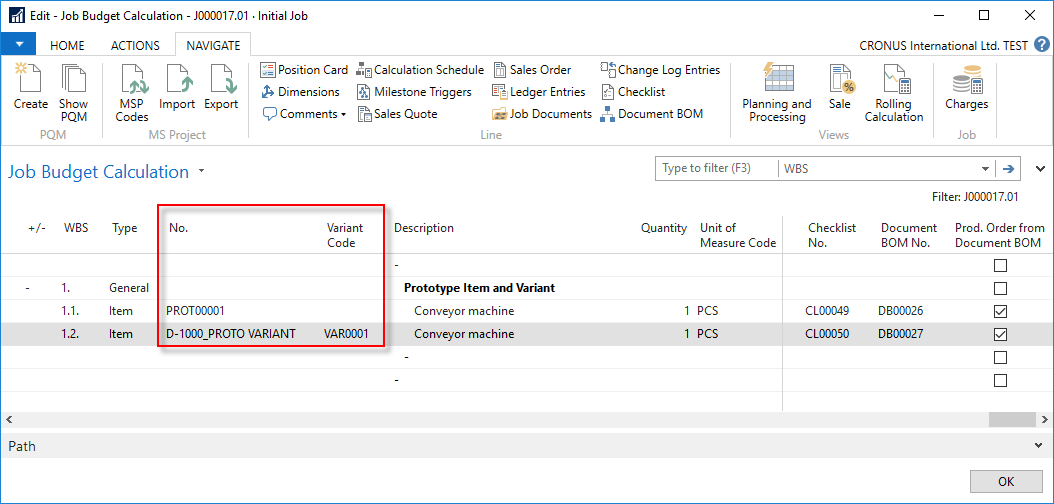 Edit - Job Budget Calculation - J000017.01 · Initial Job
HOME ACTIONS NAVIGATE CRONUS International Ltd. TEST ?
Create Show PQM MSP Codes Import Export
Position Card Calculation Schedule Sales Order Change Log Entries
Dimensions Milestone Triggers Ledger Entries Checklist
Comments Sales Quote Job Documents Document BOM
Planning and Processing Sale Rolling Calculation Charges
PQM MS Project Line Views Job
Job Budget Calculation
Type to filter (F3) WBS
Filter: J000017.01
+/- WBS Type No. Variant Code Description Quantity Unit of Measure Code Checklist No. Document BOM No. Prod. Order from Document BOM
-
- 1. General Prototype Item and Variant
1.1. Item PROT00001 Conveyor machine 1 PCS CL00049 DB00026
1.2. Item D-1000_PROTO VARIANT VAR0001 Conveyor machine 1 PCS CL00050 DB00027
-
-
Path
OK